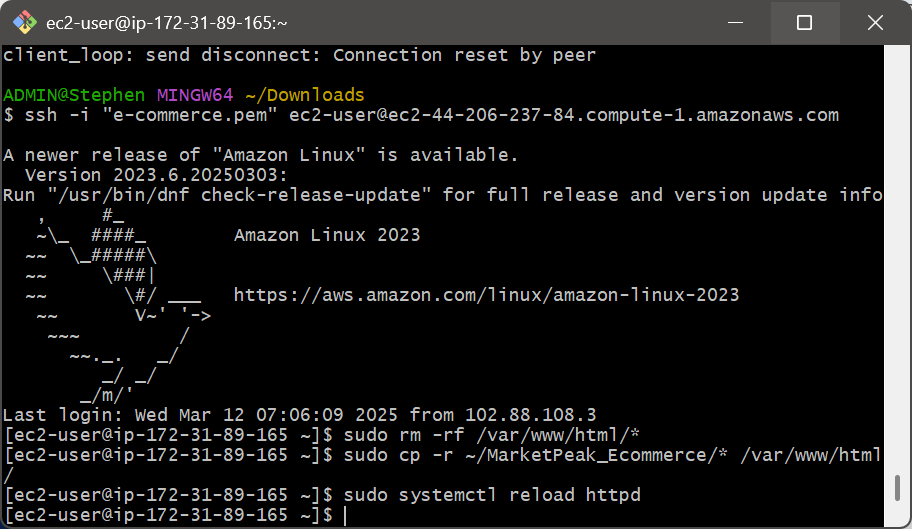 ec2-user@ip-172-31-89-165:~
client_loop: send disconnect: Connection reset by peer
ADMIN@Stephen MINGW64 ~/Downloads
$ ssh -i "e-commerce.pem" ec2-user@ec2-44-206-237-84.compute-1.amazonaws.com
A newer release of "Amazon Linux" is available.
  Version 2023.6.20250303:
Run "/usr/bin/dnf check-release-update" for full release and version update info
   ,     #_
   ~\_  ####_        Amazon Linux 2023
  ~~  \_#####\
  ~~     \###|
  ~~       \#/ ___   https://aws.amazon.com/linux/amazon-linux-2023
   ~~       V~' '->
    ~~~         /
      ~~._.   _/
         _/ _/
       _/m/'
Last login: Wed Mar 12 07:06:09 2025 from 102.88.108.3
[ec2-user@ip-172-31-89-165 ~]$ sudo rm -rf /var/www/html/*
[ec2-user@ip-172-31-89-165 ~]$ sudo cp -r ~/MarketPeak_Ecommerce/* /var/www/html
/
[ec2-user@ip-172-31-89-165 ~]$ sudo systemctl reload httpd
[ec2-user@ip-172-31-89-165 ~]$